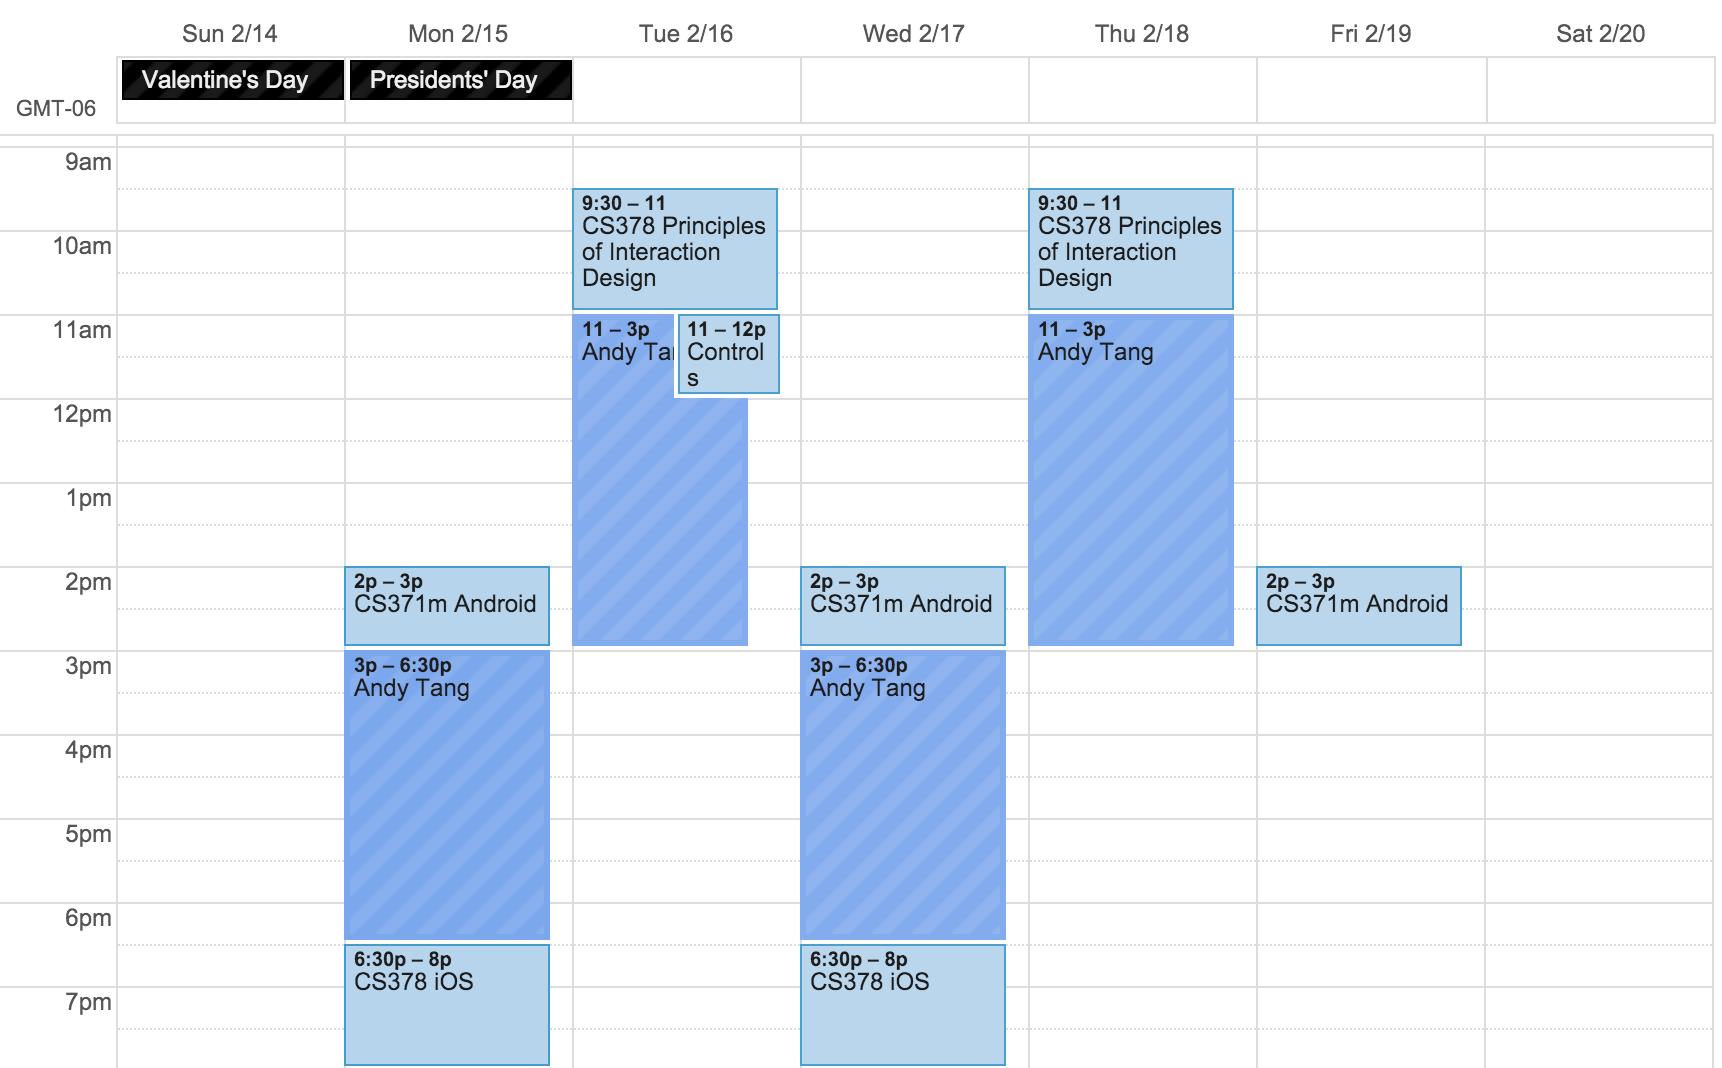 Sun 2/14
Mon 2/15
Tue 2/16
Wed 2/17
Thu 2/18
Fri 2/19
Sat 2/20
Valentine's Day
Presidents' Day
GMT-06
9am
10am
11am
12pm
1pm
2pm
3pm
4pm
5pm
6pm
7pm
2p – 3p
CS371m Android
3p – 6:30p
Andy Tang
6:30p – 8p
CS378 iOS
9:30 – 11
CS378 Principles
of Interaction
Design
11 – 3p
Andy Ta
11 – 12p
Control
s
2p – 3p
CS371m Android
3p – 6:30p
Andy Tang
6:30p – 8p
CS378 iOS
9:30 – 11
CS378 Principles
of Interaction
Design
11 – 3p
Andy Tang
2p – 3p
CS371m Android